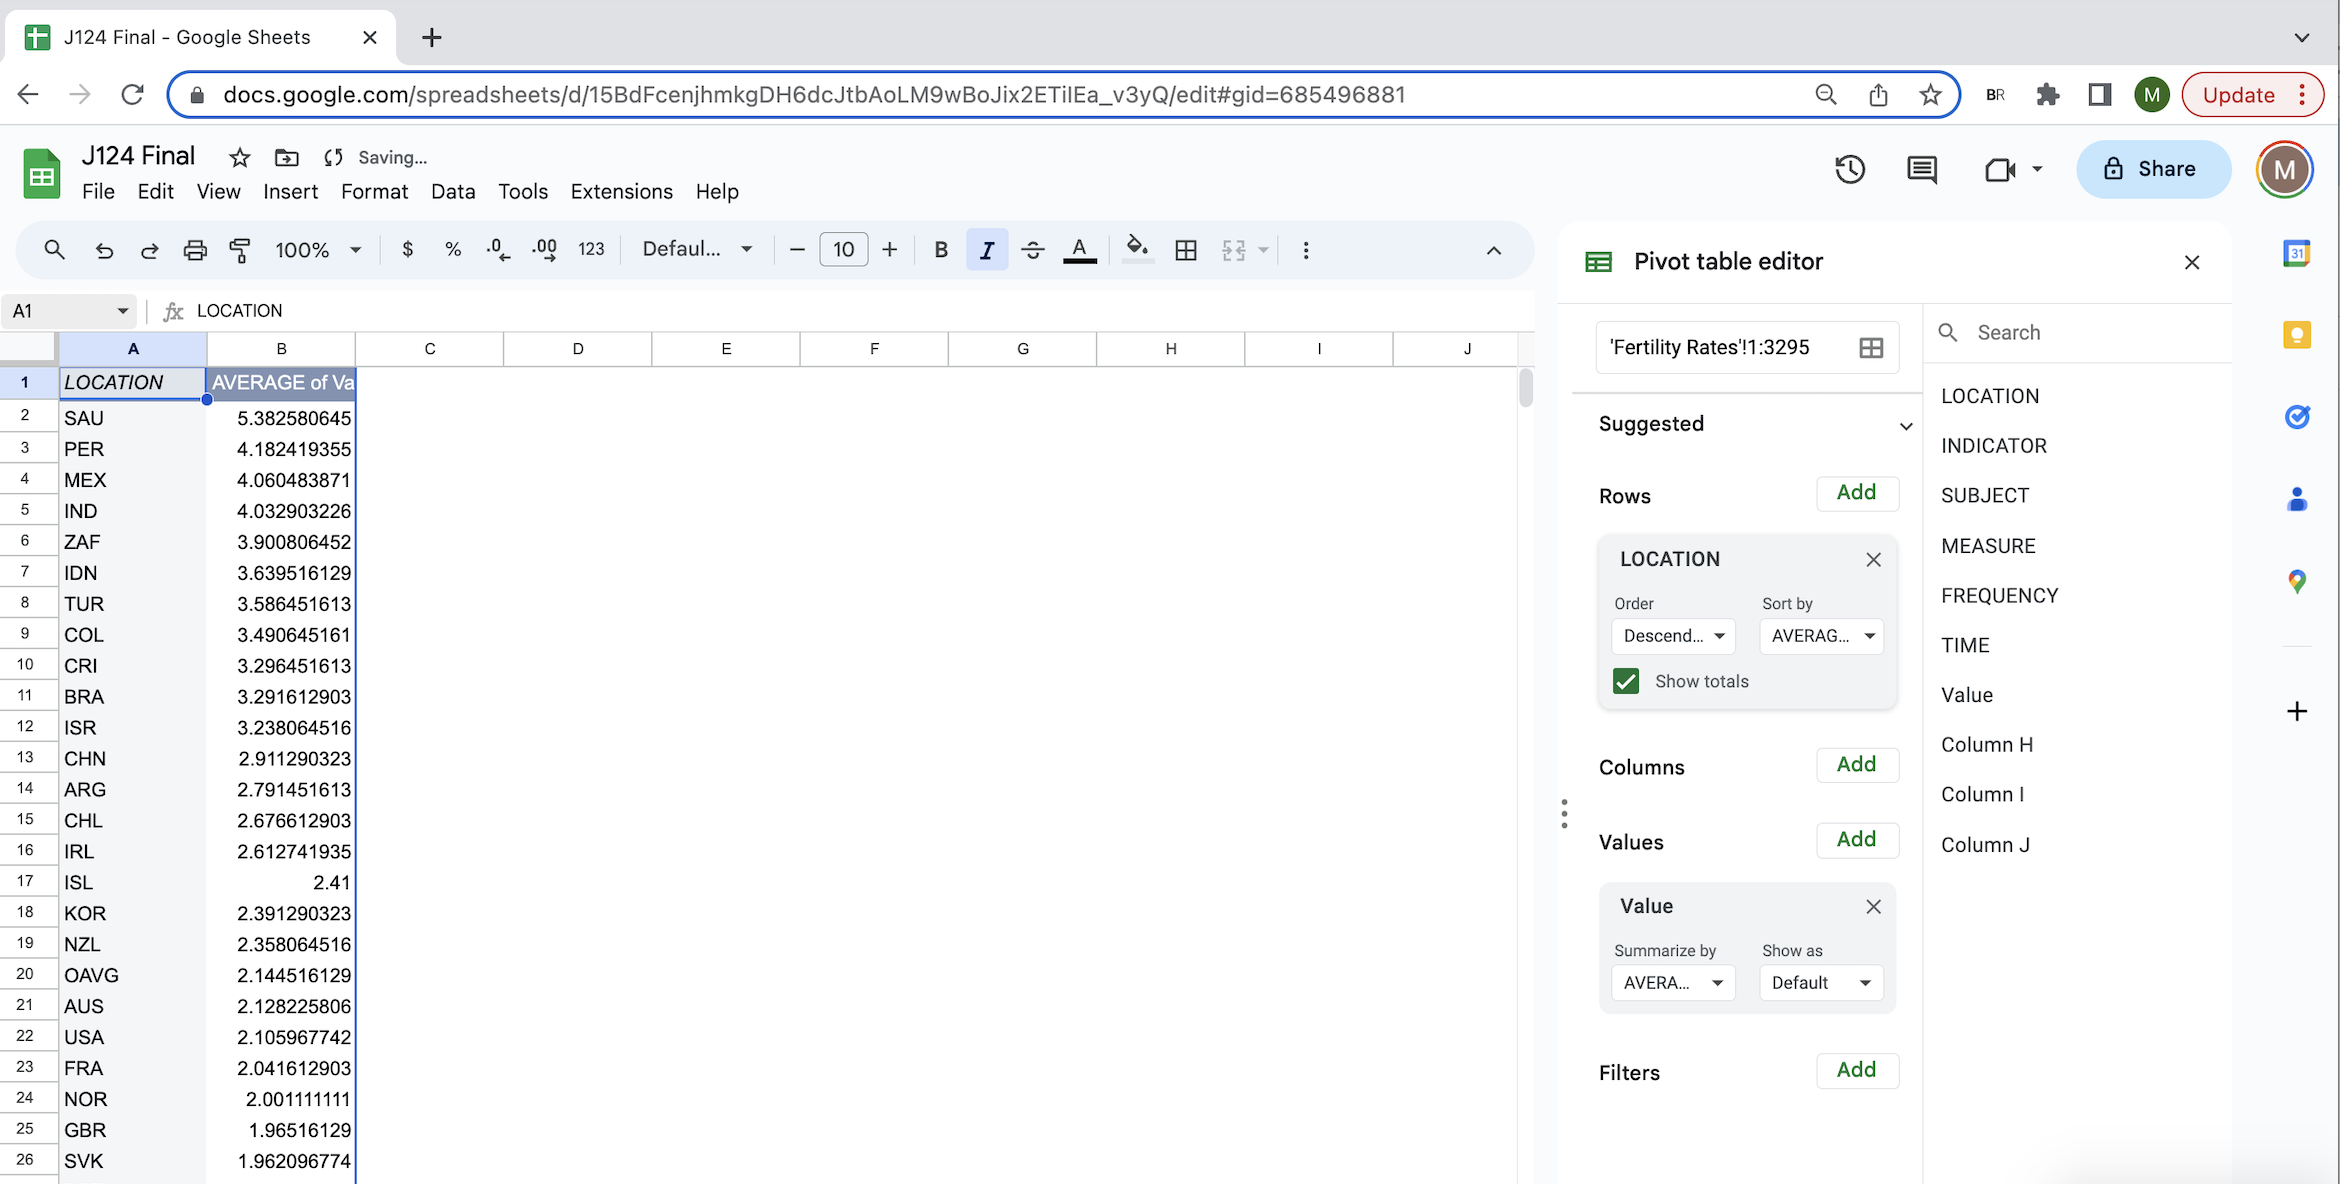 J124 Final - Google Sheets
docs.google.com/spreadsheets/d/15BdFcenjhmkgDH6dcJtbAoLM9wBoJix2ETiIEa_v3yQ/edit#gid=685496881
BR
M
Update
J124 Final
Saving...
File Edit View Insert Format Data Tools Extensions Help
Share
M
100% $ % .0 .00 123 Defaul... 10 B I A
A1
fx LOCATION
A B C D E F G H I J
1 LOCATION AVERAGE of Va
2 SAU 5.382580645
3 PER 4.182419355
4 MEX 4.060483871
5 IND 4.032903226
6 ZAF 3.900806452
7 IDN 3.639516129
8 TUR 3.586451613
9 COL 3.490645161
10 CRI 3.296451613
11 BRA 3.291612903
12 ISR 3.238064516
13 CHN 2.911290323
14 ARG 2.791451613
15 CHL 2.676612903
16 IRL 2.612741935
17 ISL 2.41
18 KOR 2.391290323
19 NZL 2.358064516
20 OAVG 2.144516129
21 AUS 2.128225806
22 USA 2.105967742
23 FRA 2.041612903
24 NOR 2.001111111
25 GBR 1.96516129
26 SVK 1.962096774
Pivot table editor
'Fertility Rates'!1:3295
Suggested
Rows
Add
LOCATION
Order Sort by
Descend... AVERAG...
Show totals
Columns
Add
Values
Add
Value
Summarize by Show as
AVERA... Default
Filters
Add
Search
LOCATION
INDICATOR
SUBJECT
MEASURE
FREQUENCY
TIME
Value
Column H
Column I
Column J
31